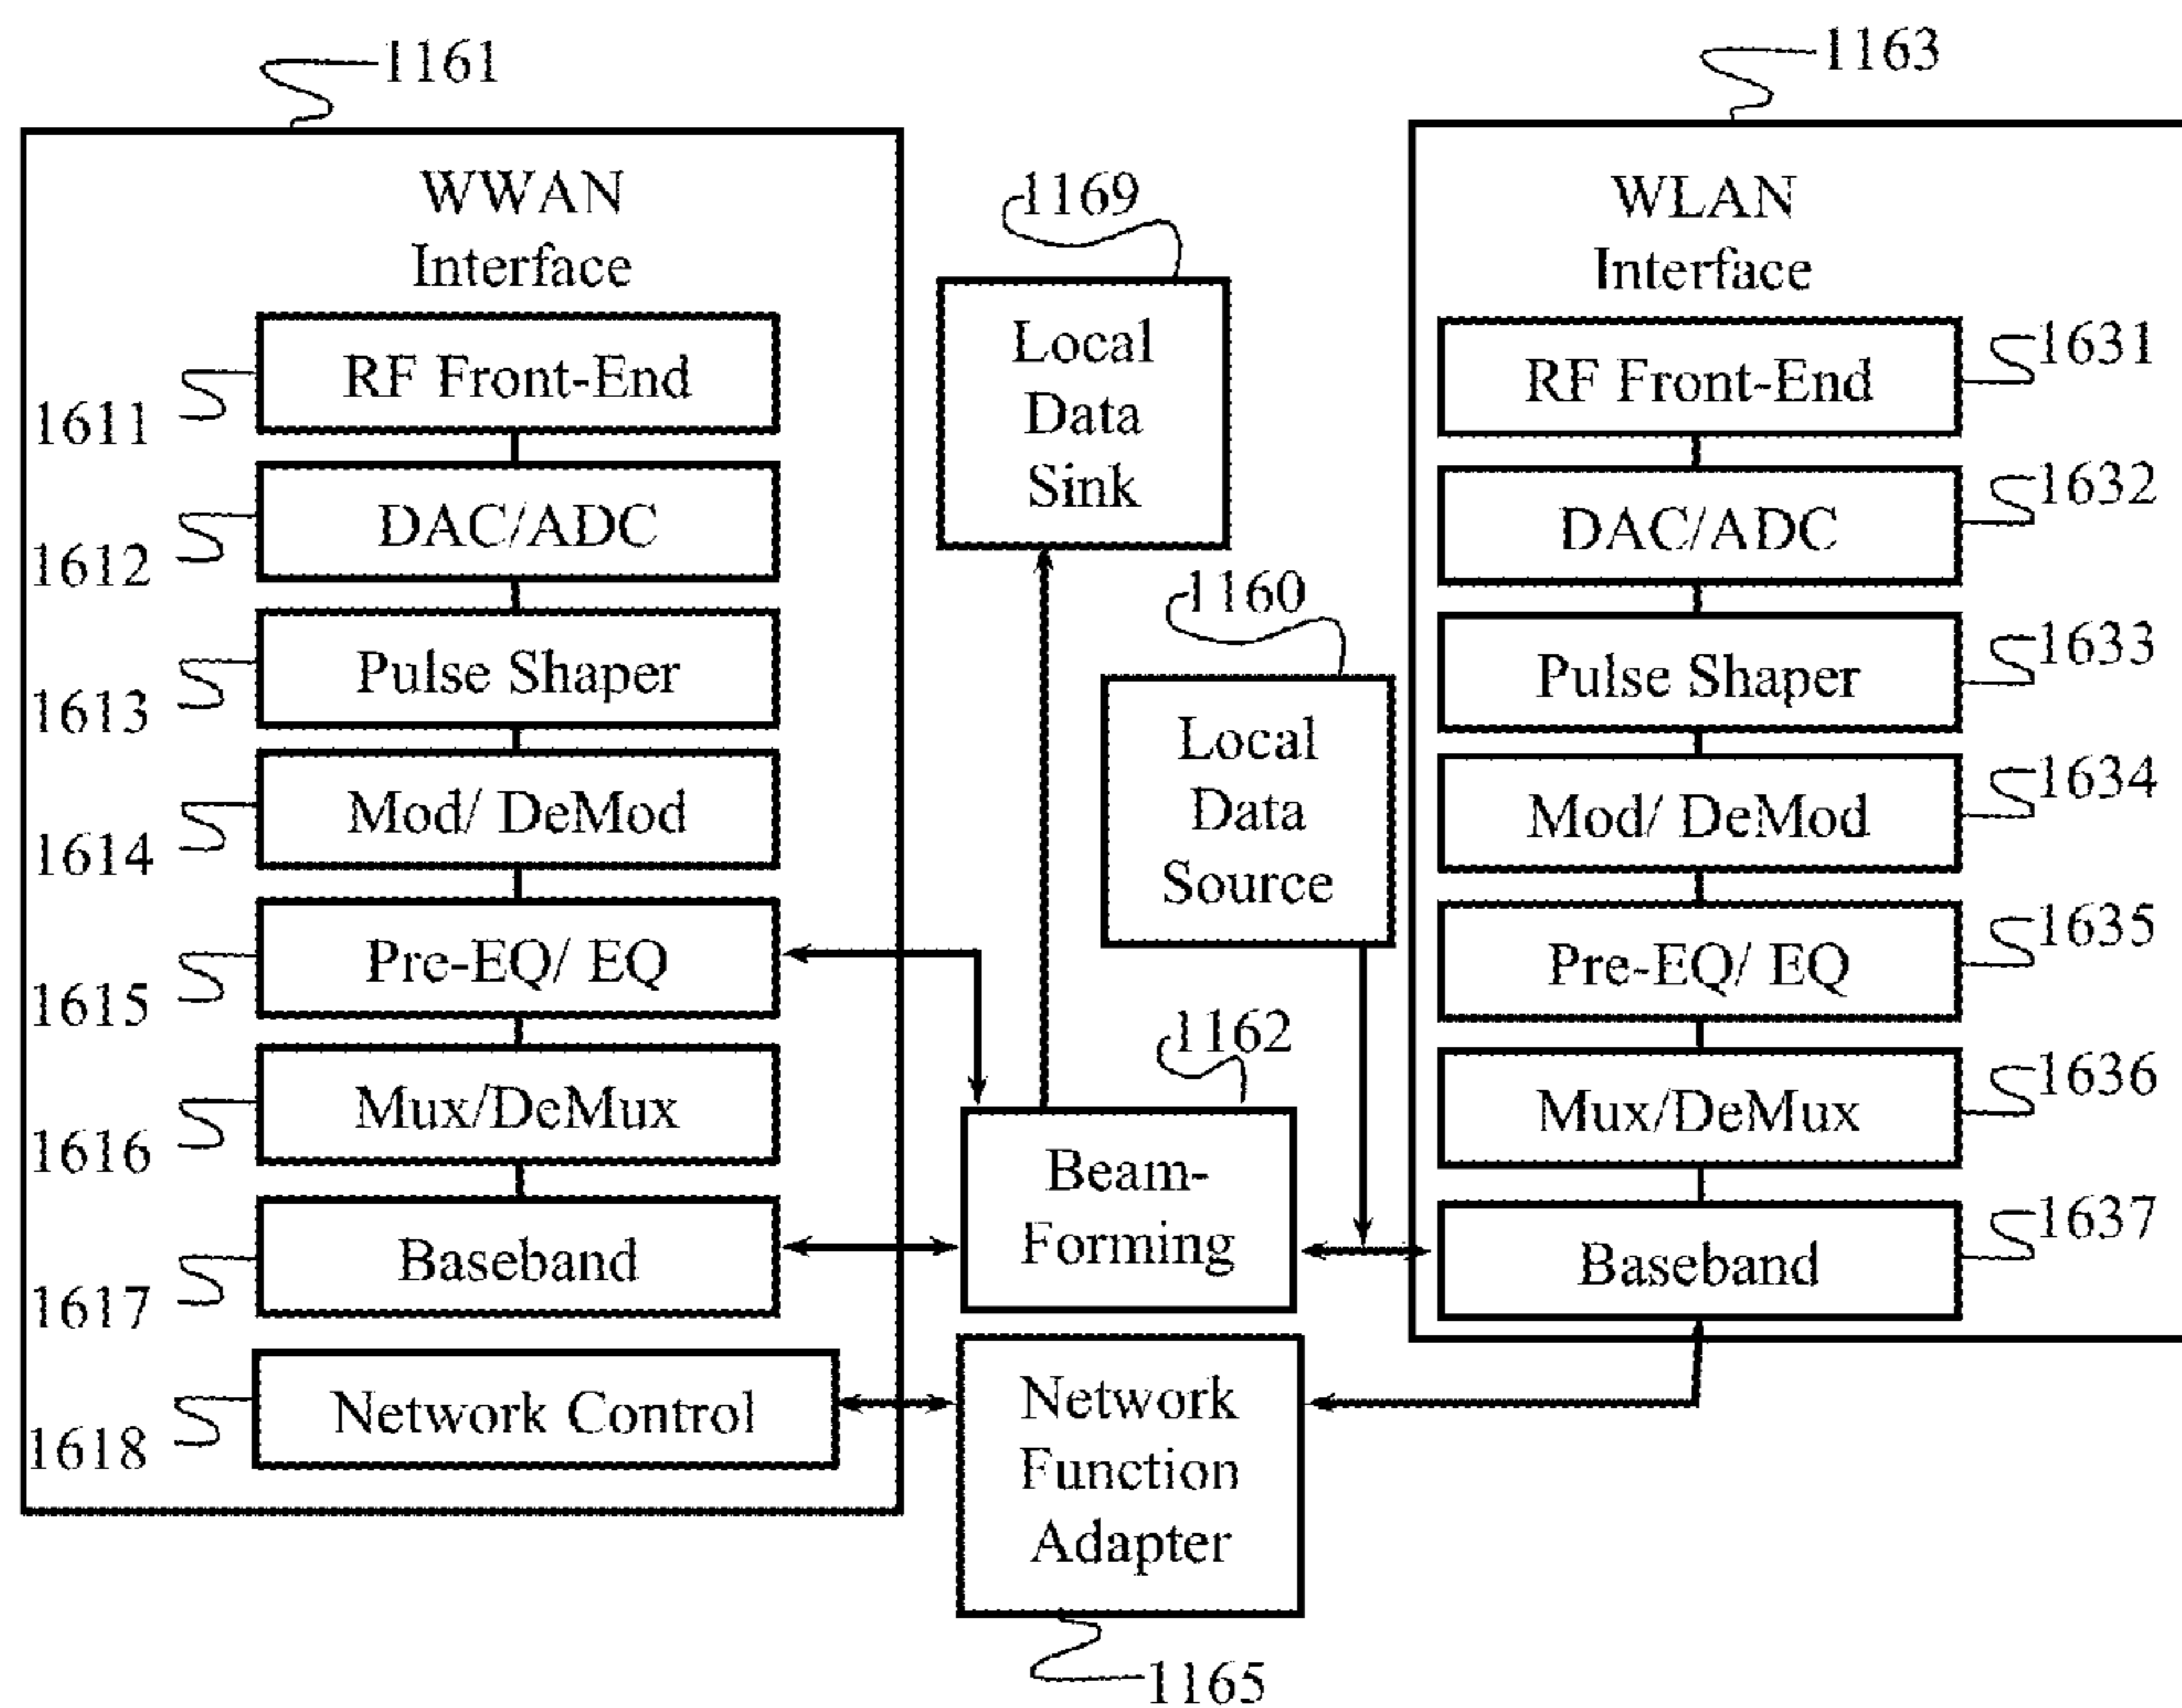 1161
WWAN
Interface
RF Front-End
1611
DAC/ADC
1612
Pulse Shaper
1613
Mod/ DeMod
1614
Pre-EQ/ EQ
1615
Mux/DeMux
1616
Baseband
1617
Network Control
1618
1169
Local
Data
Sink
1160
Local
Data
Source
1162
Beam-
Forming
Network
Function
Adapter
1165
1163
WLAN
Interface
RF Front-End
1631
DAC/ADC
1632
Pulse Shaper
1633
Mod/ DeMod
1634
Pre-EQ/ EQ
1635
Mux/DeMux
1636
Baseband
1637